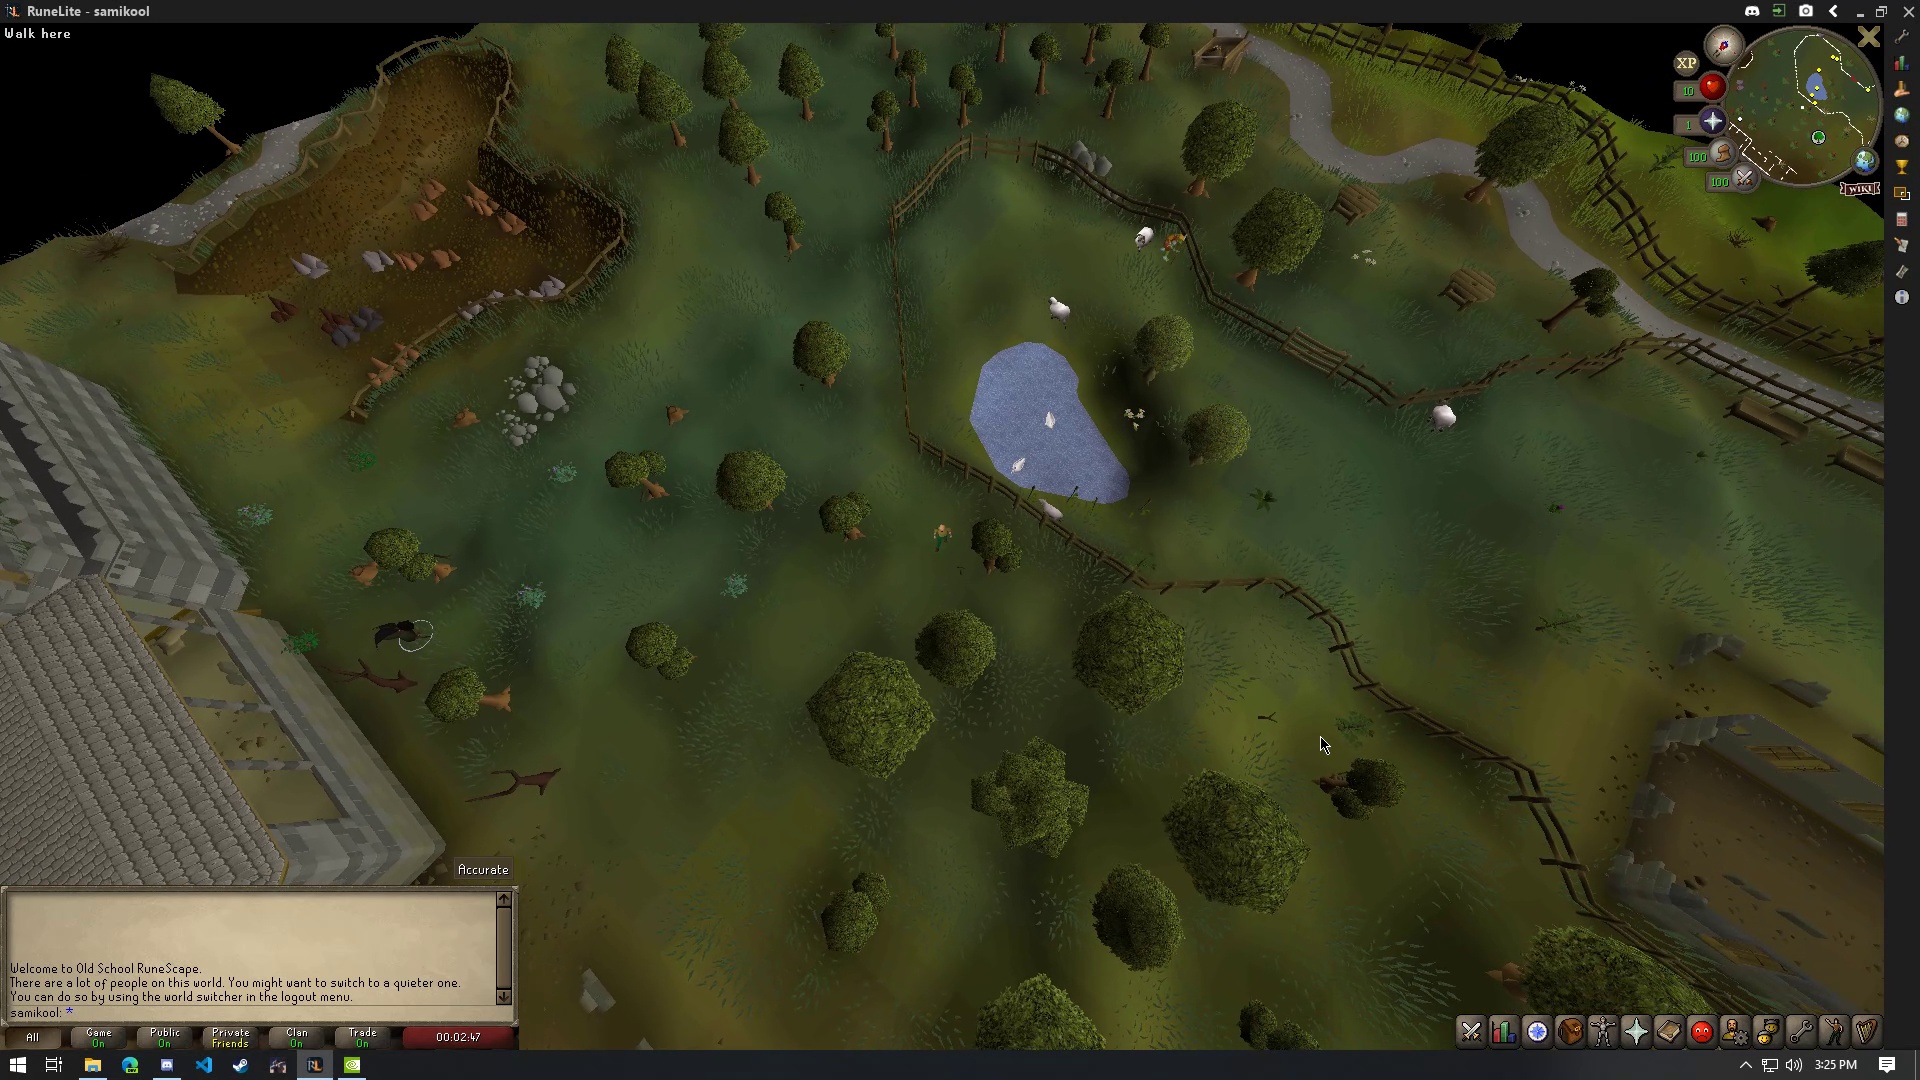 RuneLite - samikool
Walk here
XP
10
1
100
100
WIKI
Accurate
Welcome to Old School RuneScape.
There are a lot of people on this world. You might want to switch to a quieter one.
You can do so by using the world switcher in the logout menu.
samikool: *
All
Game
On
Public
On
Private
Friends
Clan
On
Trade
On
00:02:47
3:25 PM